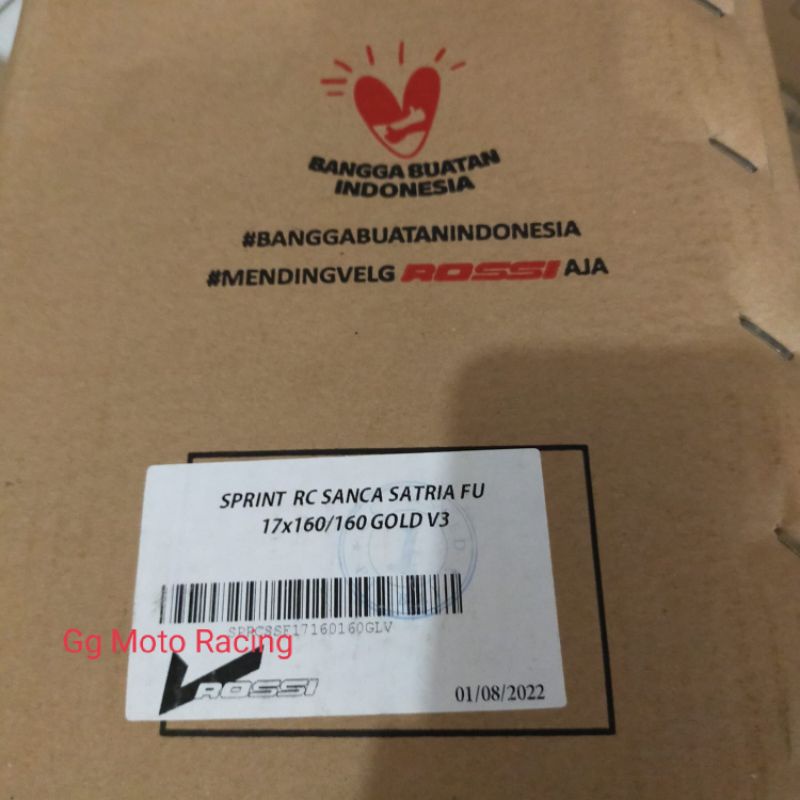 BANGGA BUATAN
INDONESIA
#BANGGABUATANINDONESIA
#MENDINGVELG ROSSI AJA
SPRINT RC SANCA SATRIA FU
17x160/160 GOLD V3
SPRCSSF17160160GLV
Gg Moto Racing
ROSSI
01/08/2022